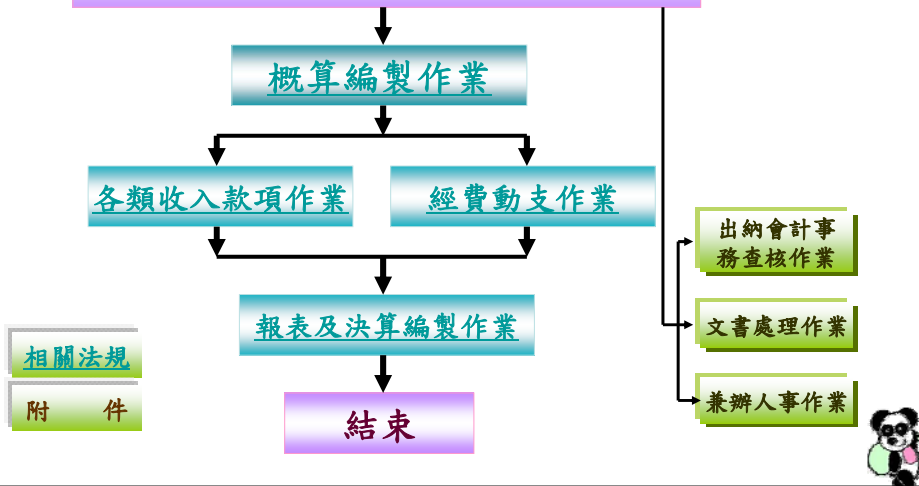 概算編製作業
各類收入款項作業
經費動支作業
出納會計事
務查核作業
報表及決算編製作業
文書處理作業
相關法規
兼辦人事作業
附 件
結束